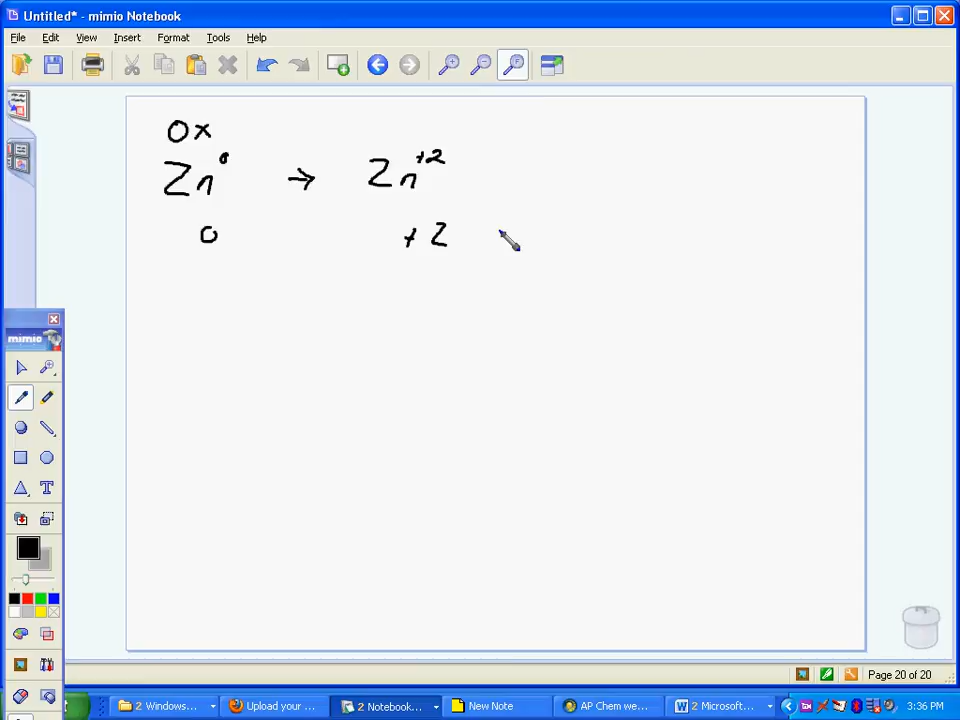 Untitled* - mimio Notebook
File Edit View Insert Format Tools Help
Ox
Zn⁰ → Zn⁺²
0 +2
mimio
Page 20 of 20
2 Windows... Upload your ... 2 Notebook... New Note AP Chem we... 2 Microsoft... 3:36 PM